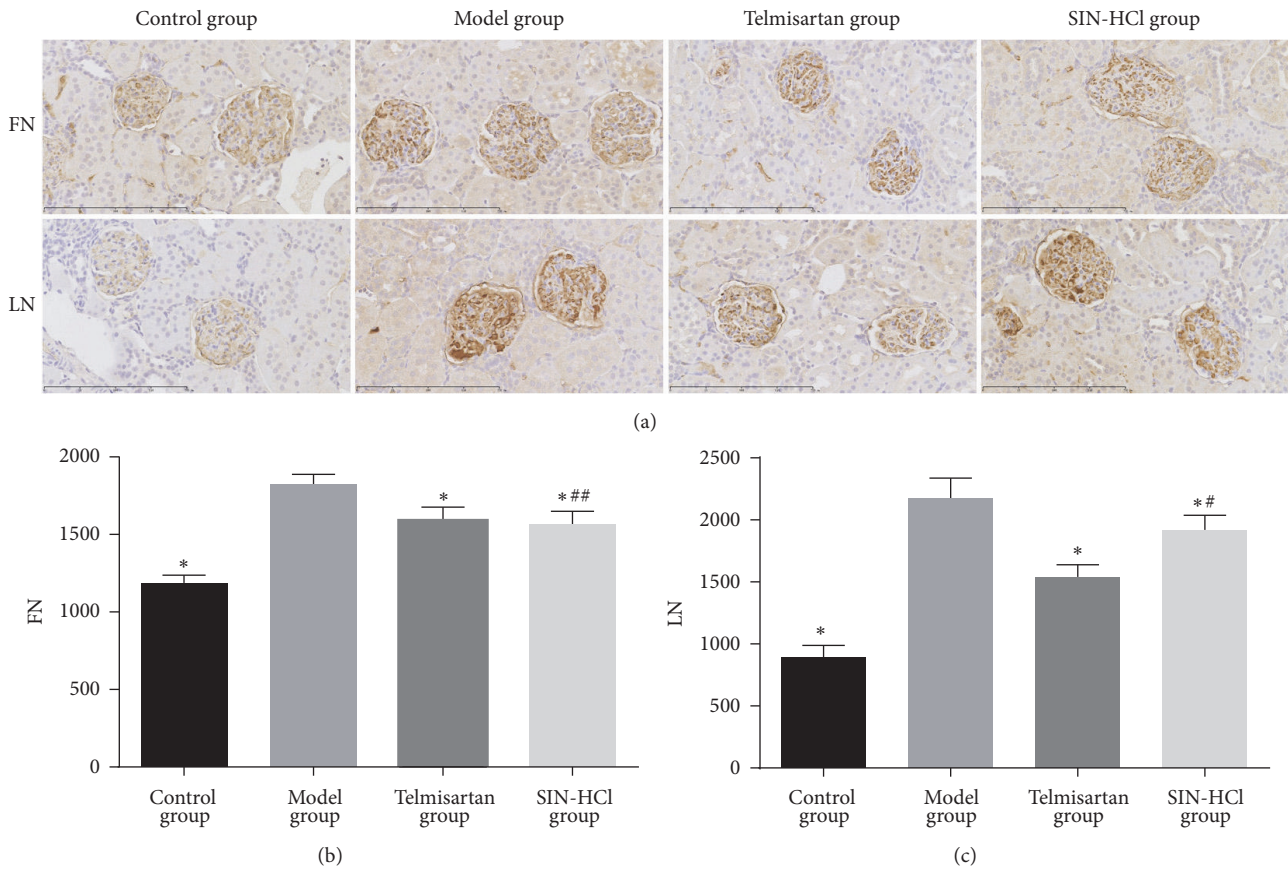 Control group Model group Telmisartan group SIN-HCl group
FN
LN
(a)
2000
1500
1000
500
0
FN
*
*
*##
Control group
Model group
Telmisartan group
SIN-HCl group
(b)
2500
2000
1500
1000
500
0
LN
*
*
*#
Control group
Model group
Telmisartan group
SIN-HCl group
(c)